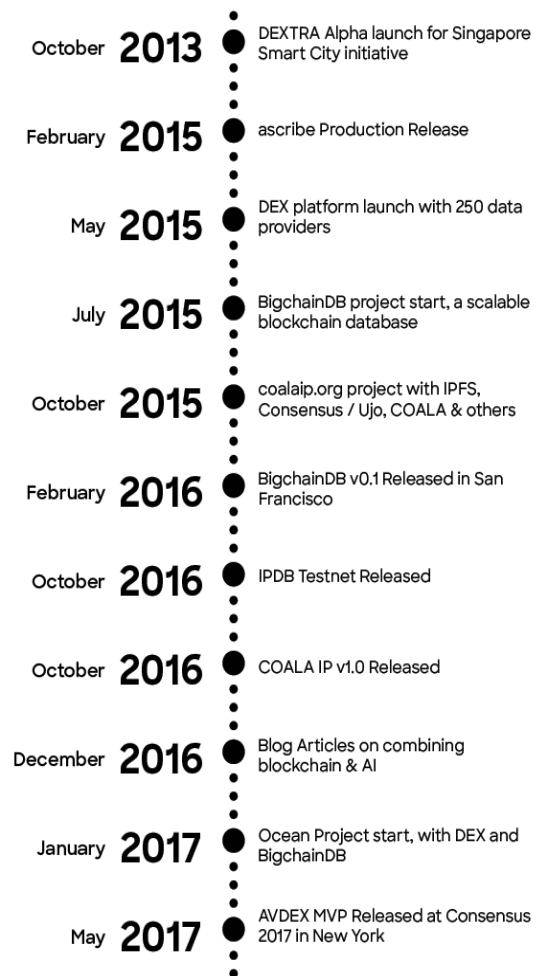 October 2013
DEXTRA Alpha launch for Singapore
Smart City initiative
February 2015
ascribe Production Release
May 2015
DEX platform launch with 250 data
providers
July 2015
BigchainDB project start, a scalable
blockchain database
October 2015
coalaip.org project with IPFS,
Consensus / Ujo, COALA & others
February 2016
BigchainDB v0.1 Released in San
Francisco
October 2016
IPDB Testnet Released
October 2016
COALA IP v1.0 Released
December 2016
Blog Articles on combining
blockchain & AI
January 2017
Ocean Project start, with DEX and
BigchainDB
May 2017
AVDEX MVP Released at Consensus
2017 in New York